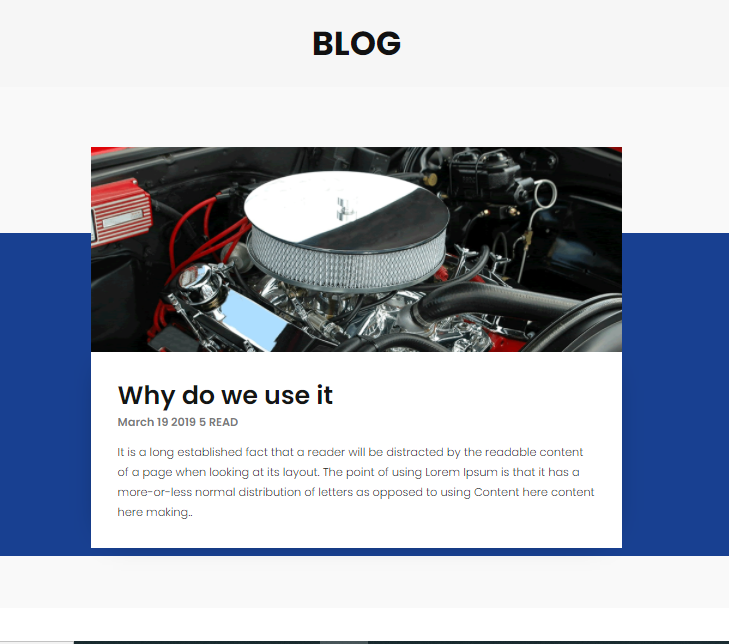 BLOG
Why do we use it
March 19 2019 5 READ
It is a long established fact that a reader will be distracted by the readable content
of a page when looking at its layout. The point of using Lorem Ipsum is that it has a
more-or-less normal distribution of letters as opposed to using Content here content
here making..